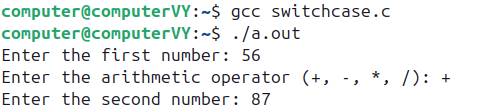 computer@computerVY:~$ gcc switchcase.c
computer@computerVY:~$ ./a.out
Enter the first number: 56
Enter the arithmetic operator (+, -, *, /): +
Enter the second number: 87